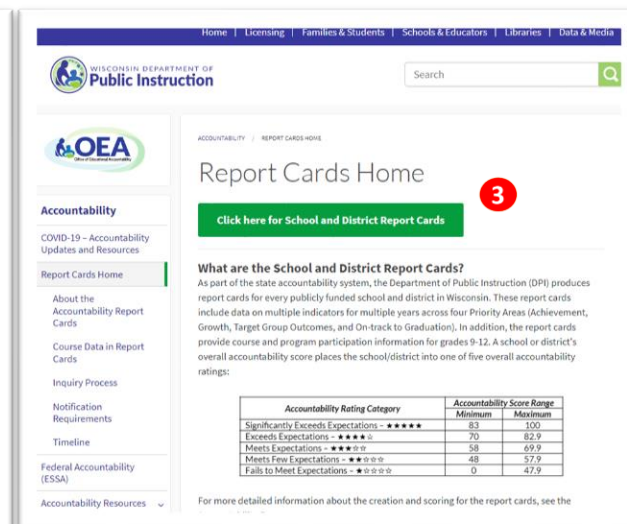 Home | Licensing | Families & Students | Schools & Educators | Libraries | Data & Media
WISCONSIN DEPARTMENT OF
Public Instruction
Search
OEA
Office of Educational Accountability
Accountability
COVID-19 – Accountability
Updates and Resources
Report Cards Home
About the
Accountability Report
Cards
Course Data in Report
Cards
Inquiry Process
Notification
Requirements
Timeline
Federal Accountability
(ESSA)
Accountability Resources
ACCOUNTABILITY / REPORT CARDS HOME
Report Cards Home
3
Click here for School and District Report Cards
What are the School and District Report Cards?
As part of the state accountability system, the Department of Public Instruction (DPI) produces
report cards for every publicly funded school and district in Wisconsin. These report cards
include data on multiple indicators for multiple years across four Priority Areas (Achievement,
Growth, Target Group Outcomes, and On-track to Graduation). In addition, the report cards
provide course and program participation information for grades 9-12. A school or district's
overall accountability score places the school/district into one of five overall accountability
ratings:
Accountability Rating Category Accountability Score Range
Minimum Maximum
Significantly Exceeds Expectations – ★★★★★ 83 100
Exceeds Expectations – ★★★★☆ 70 82.9
Meets Expectations – ★★★☆☆ 58 69.9
Meets Few Expectations – ★★☆☆☆ 48 57.9
Fails to Meet Expectations – ★☆☆☆☆ 0 47.9
For more detailed information about the creation and scoring for the report cards, see the